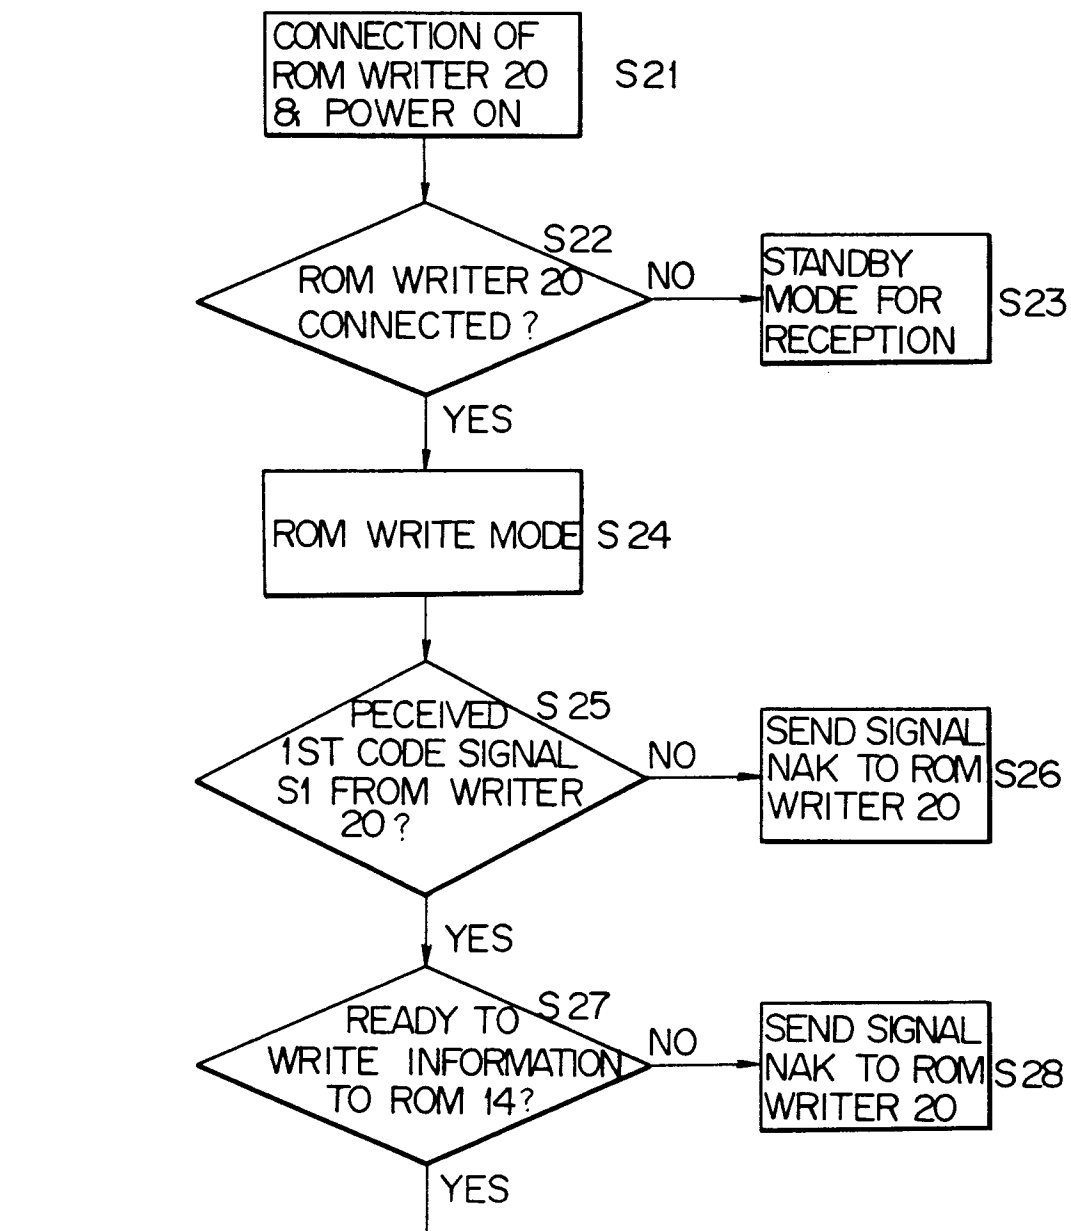 CONNECTION OF
ROM WRITER 20
& POWER ON
S21
S22
ROM WRITER 20
CONNECTED?
NO
STANDBY
MODE FOR
RECEPTION
S23
YES
ROM WRITE MODE
S24
S25
PECEIVED
1ST CODE SIGNAL
S1 FROM WRITER
20?
NO
SEND SIGNAL
NAK TO ROM
WRITER 20
S26
YES
S27
READY TO
WRITE INFORMATION
TO ROM 14?
NO
SEND SIGNAL
NAK TO ROM
WRITER 20
S28
YES